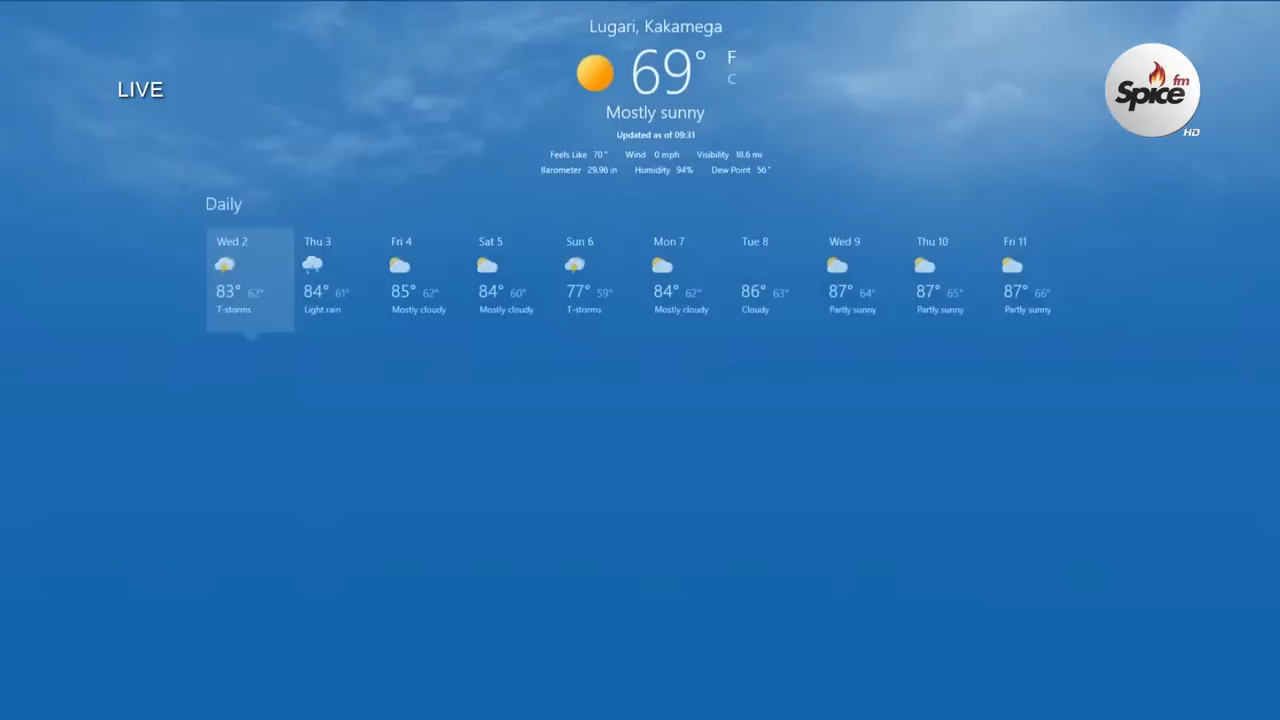 Lugari, Kakamega
69° F
C
LIVE
Spice fm
HD
Mostly sunny
Updated as of 09:31
Feels Like 70° Wind 0 mph Visibility 18.6 mi
Barometer 29.96 in Humidity 94% Dew Point 56°
Daily
Wed 2 Thu 3 Fri 4 Sat 5 Sun 6 Mon 7 Tue 8 Wed 9 Thu 10 Fri 11
83° 62° 84° 61° 85° 62° 84° 60° 77° 59° 84° 62° 86° 63° 87° 64° 87° 65° 87° 66°
T-storms Light rain Mostly cloudy Mostly cloudy T-storms Mostly cloudy Cloudy Partly sunny Partly sunny Partly sunny